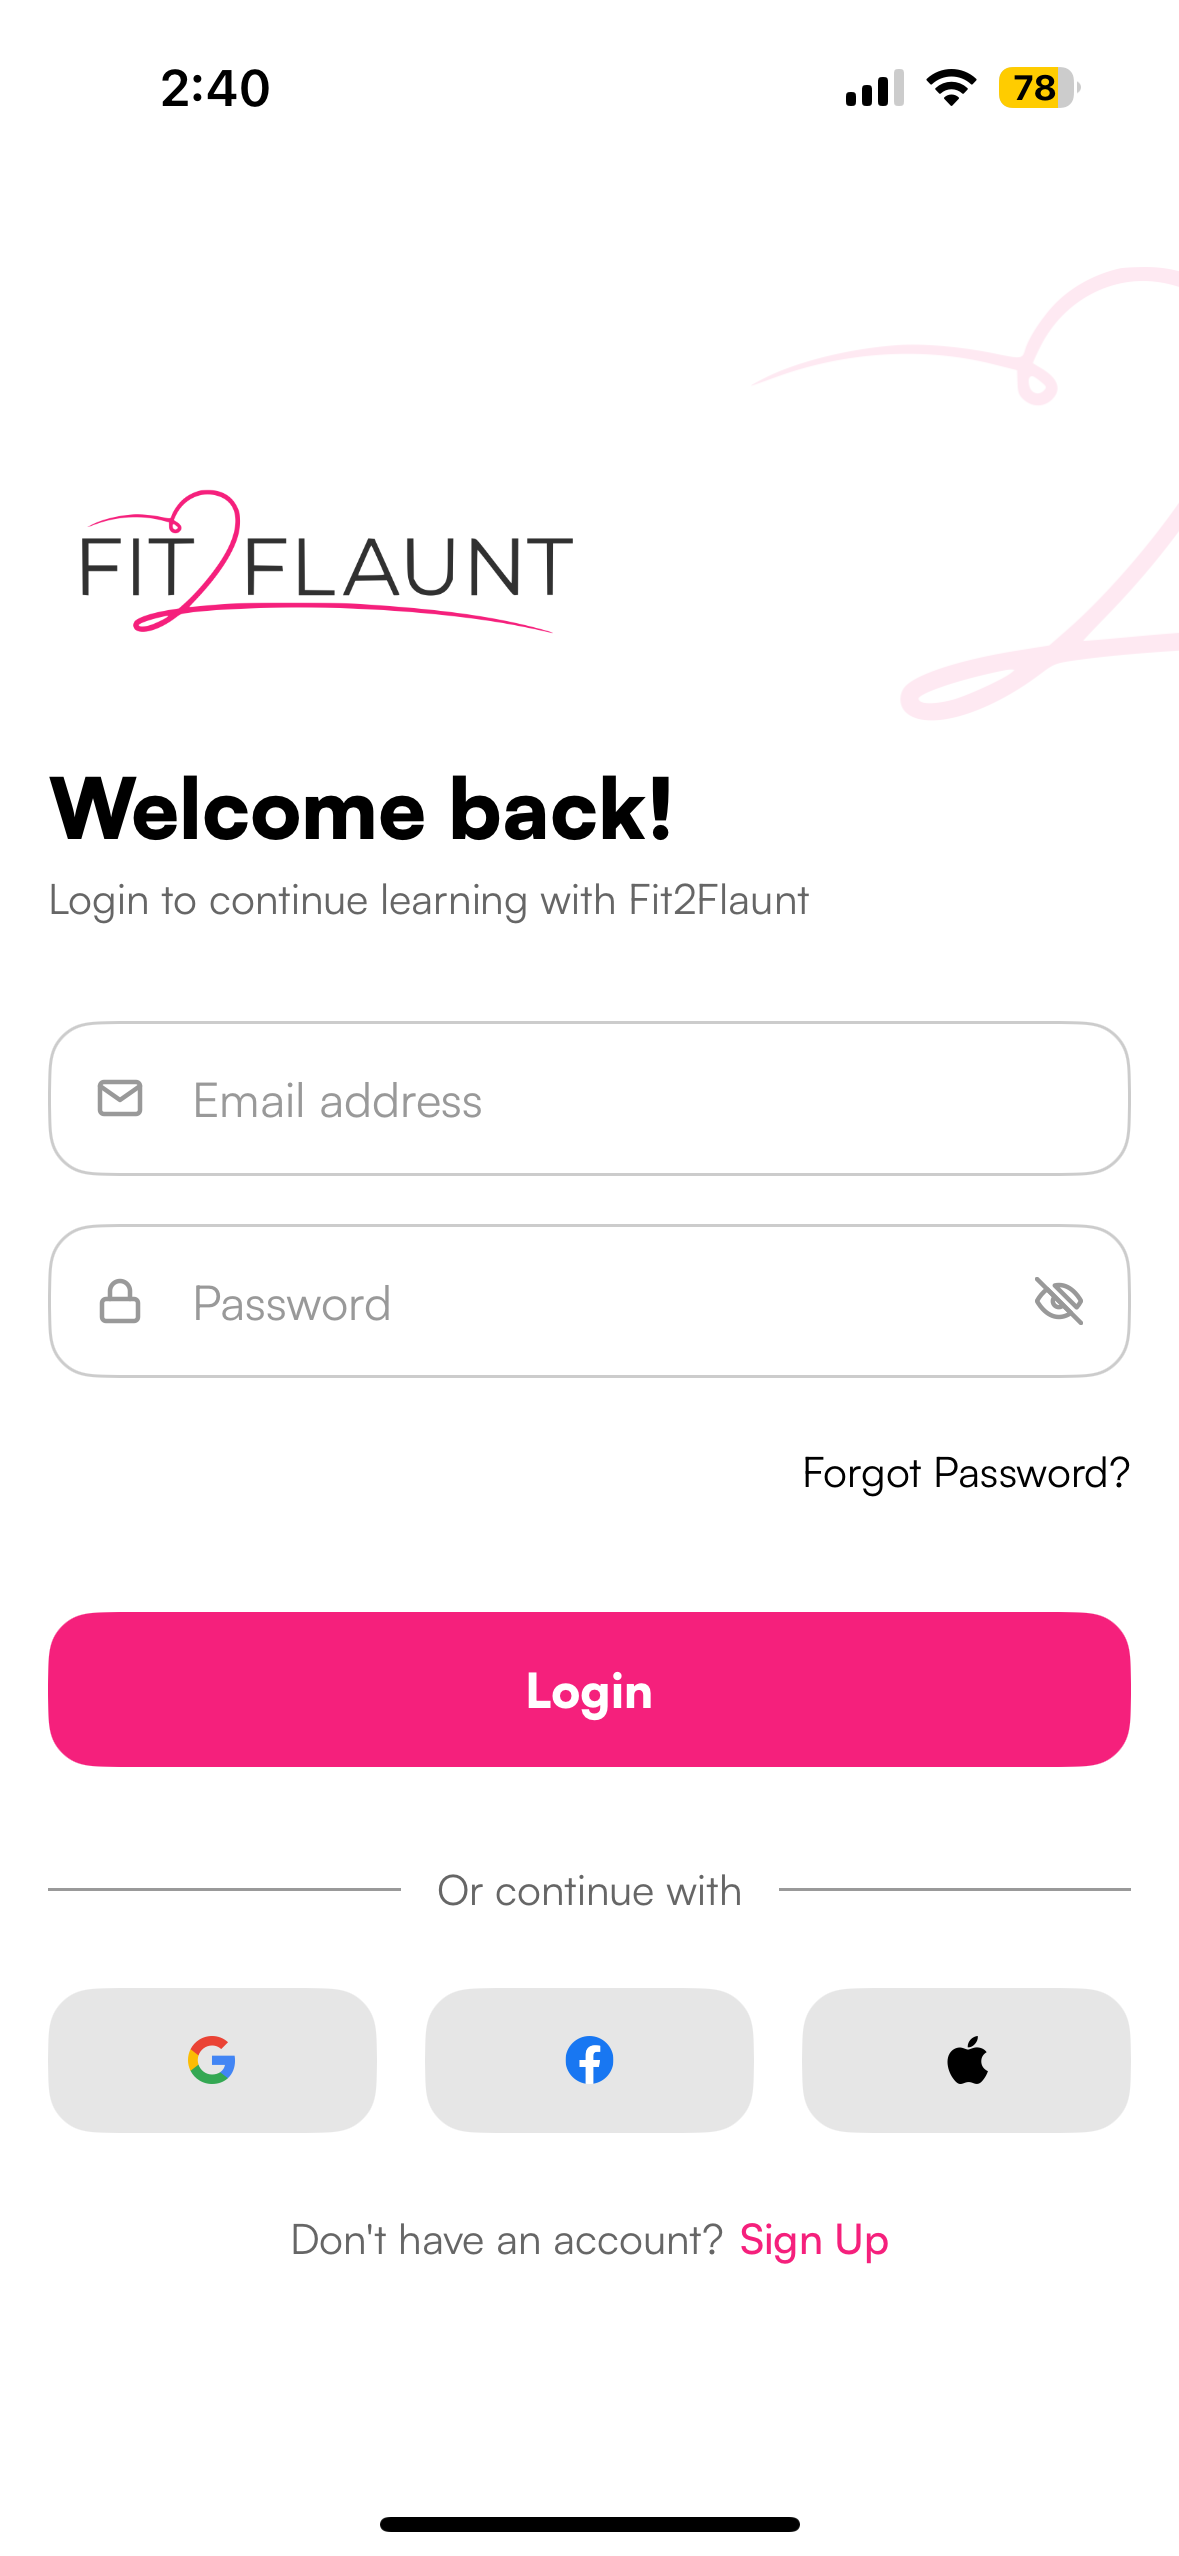 2:40
78
FIT2FLAUNT
Welcome back!
Login to continue learning with Fit2Flaunt
Email address
Password
Forgot Password?
Login
Or continue with
Don't have an account? Sign Up